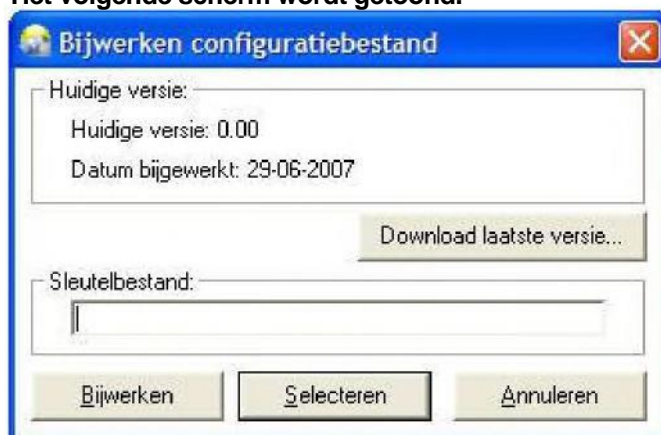 Het volgende scherm wordt getoond:
Bijwerken configuratiebestand
Huidige versie:
Huidige versie: 0.00
Datum bijgewerkt: 29-06-2007
Download laatste versie...
Sleutelbestand:
Bijwerken Selecteren Annuleren